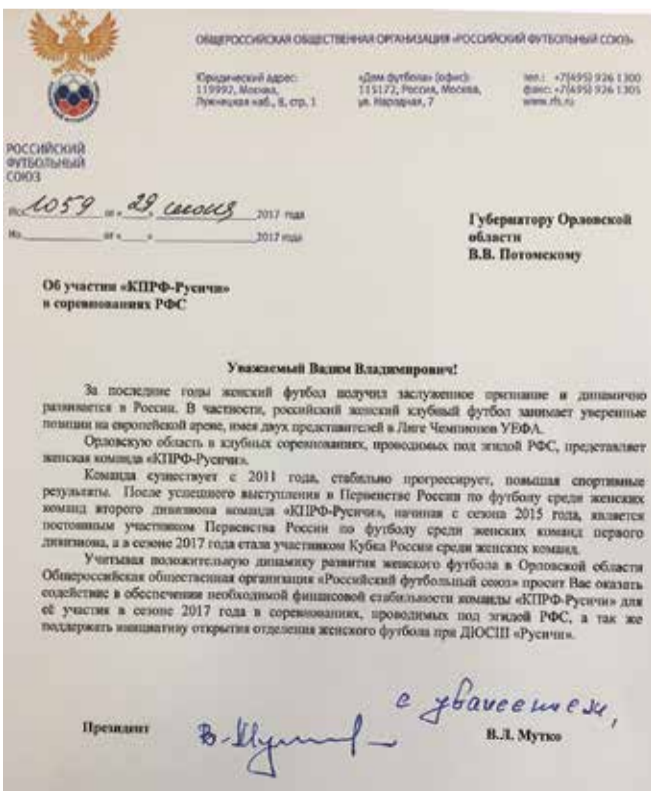 ОБЩЕРОССИЙСКАЯ ОБЩЕСТВЕННАЯ ОРГАНИЗАЦИЯ «РОССИЙСКИЙ ФУТБОЛЬНЫЙ СОЮЗ»
Юридический адрес:
119992, Москва,
Лужнецкая наб., 8, стр. 1
«Дом футбола» (офис):
115172, Россия, Москва,
ул. Народная, 7
тел.: +7(495) 926 1300
факс: +7(495) 926 1305
www.rfs.ru
РОССИЙСКИЙ
ФУТБОЛЬНЫЙ
СОЮЗ
Исх. 1059 от « 29 » июня 2017 года
На от « » 2017 года
Губернатору Орловской
области
В.В. Потомскому
Об участии «КПРФ-Русичи»
в соревнованиях РФС
Уважаемый Вадим Владимирович!
За последние годы женский футбол получил заслуженное признание и динамично
развивается в России. В частности, российский женский клубный футбол занимает уверенные
позиции на европейской арене, имея двух представителей в Лиге Чемпионов УЕФА.
Орловскую область в клубных соревнованиях, проводимых под эгидой РФС, представляет
женская команда «КПРФ-Русичи».
Команда существует с 2011 года, стабильно прогрессирует, повышая спортивные
результаты. После успешного выступления в Первенстве России по футболу среди женских
команд второго дивизиона команда «КПРФ-Русичи», начиная с сезона 2015 года, является
постоянным участником Первенства России по футболу среди женских команд первого
дивизиона, а в сезоне 2017 года стала участником Кубка России среди женских команд.
Учитывая положительную динамику развития женского футбола в Орловской области
Общероссийская общественная организация «Российский футбольный союз» просит Вас оказать
содействие в обеспечении необходимой финансовой стабильности команды «КПРФ-Русичи» для
её участия в сезоне 2017 года в соревнованиях, проводимых под эгидой РФС, а так же
поддержать инициативу открытия отделения женского футбола при ДЮСШ «Русичи».
с уважением,
Президент
В.Л. Мутко